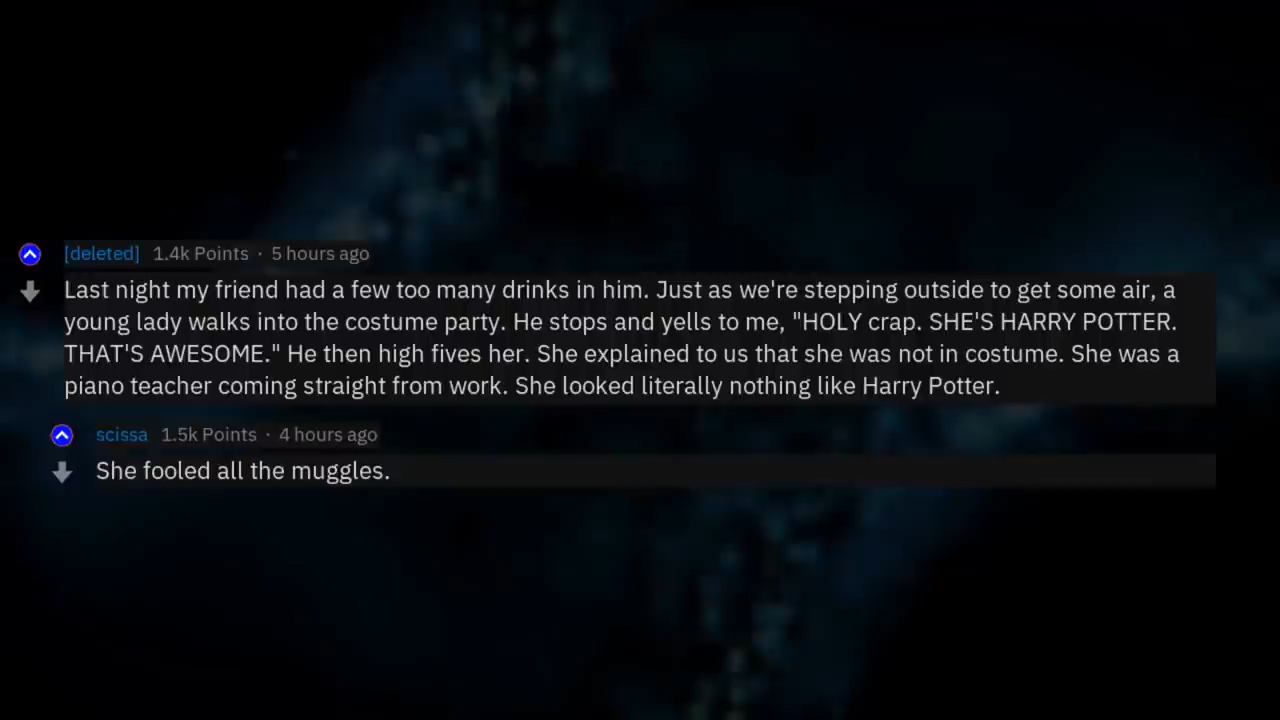 [deleted] 1.4k Points · 5 hours ago
Last night my friend had a few too many drinks in him. Just as we're stepping outside to get some air, a
young lady walks into the costume party. He stops and yells to me, "HOLY crap. SHE'S HARRY POTTER.
THAT'S AWESOME." He then high fives her. She explained to us that she was not in costume. She was a
piano teacher coming straight from work. She looked literally nothing like Harry Potter.
scissa 1.5k Points · 4 hours ago
She fooled all the muggles.